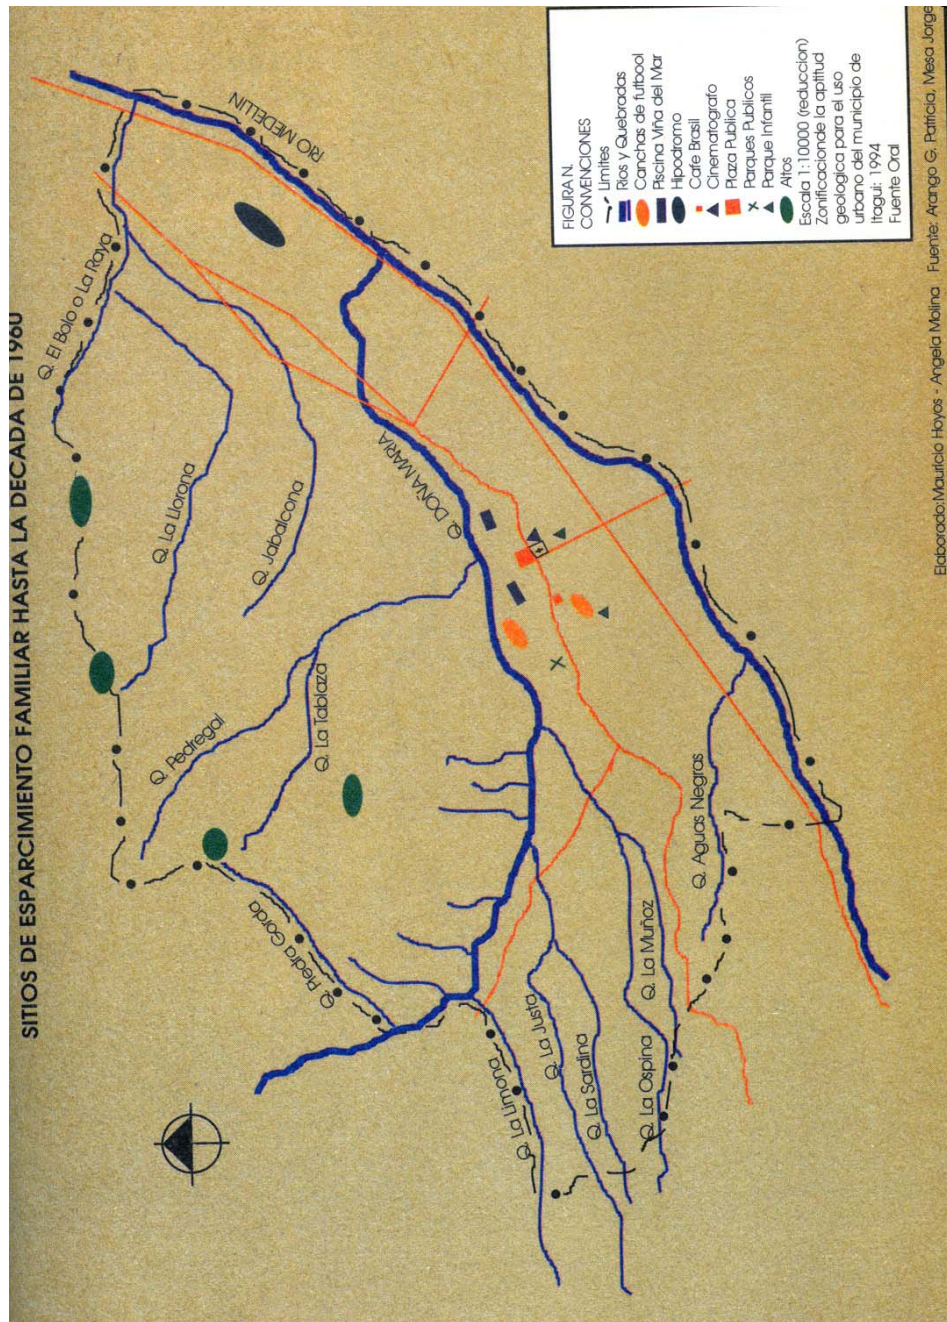 SITIOS DE ESPARCIMIENTO FAMILIAR HASTA LA DECADA DE 1960
Q. El Bolo o La Raya
RIO MEDELLIN
Q. La Llorona
Q. Jabalcona
Q. DOÑA MARIA
Q. Pedregal
Q. La Tablaza
Q. Piedra Gorda
Q. La Limona
Q. La Justa
Q. La Sardina
Q. La Ospina
Q. La Muñoz
Q. Aguas Negras
FIGURA N.
CONVENCIONES
Limites
Rios y Quebradas
Canchas de futbool
Piscina Viña del Mar
Hipodromo
Cafe Brasil
Cinematografo
Plaza Publica
Parques Publicos
Parque Infantil
Altos
Escala 1:10000 (reduccion)
Zonificacionde la aptitud
geologica para el uso
urbano del municipio de
Itagui: 1994
Fuente Oral
Elaborado:Mauricio Hoyos - Angela Molina Fuente: Arango G. Patricia, Mesa Jorge